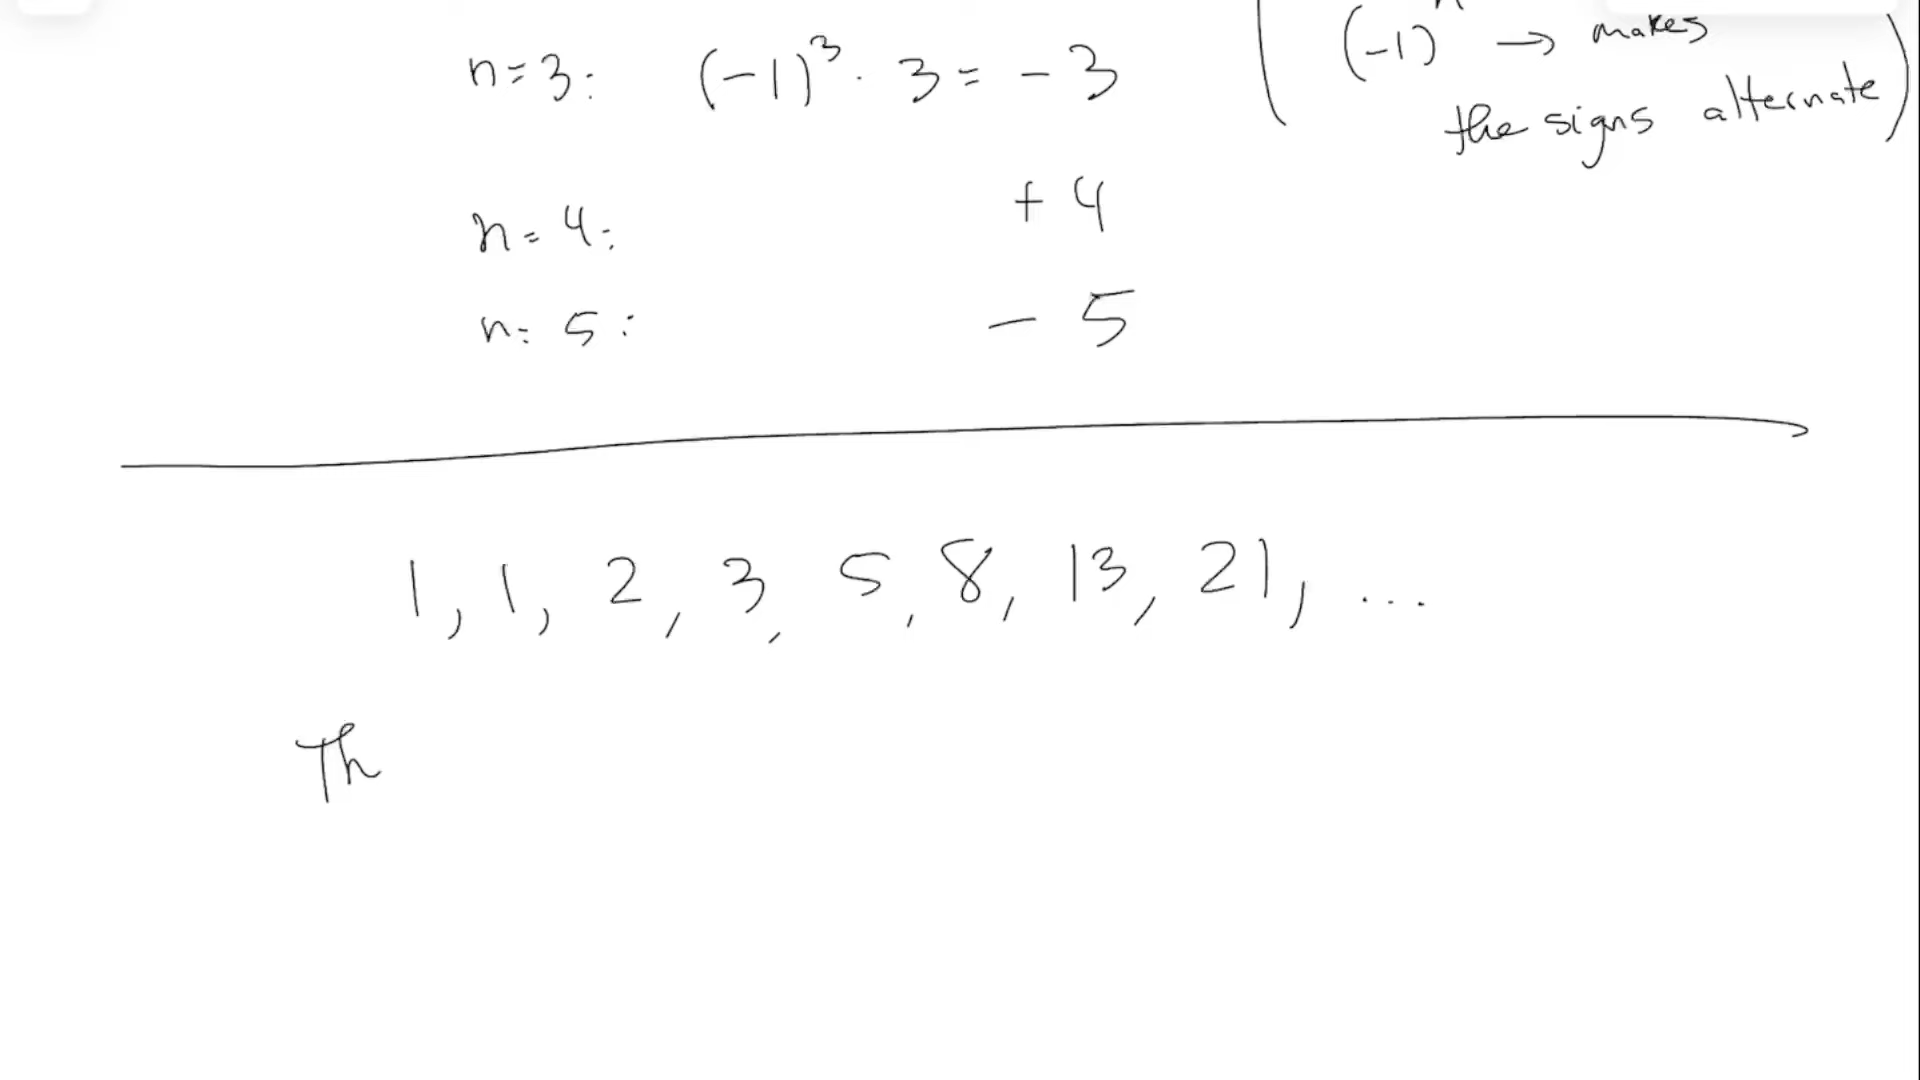 n=3: (-1)³ · 3 = -3
(-1)ⁿ → makes
the signs alternate)
n=4: +4
n=5: -5
1, 1, 2, 3, 5, 8, 13, 21, ...
Th